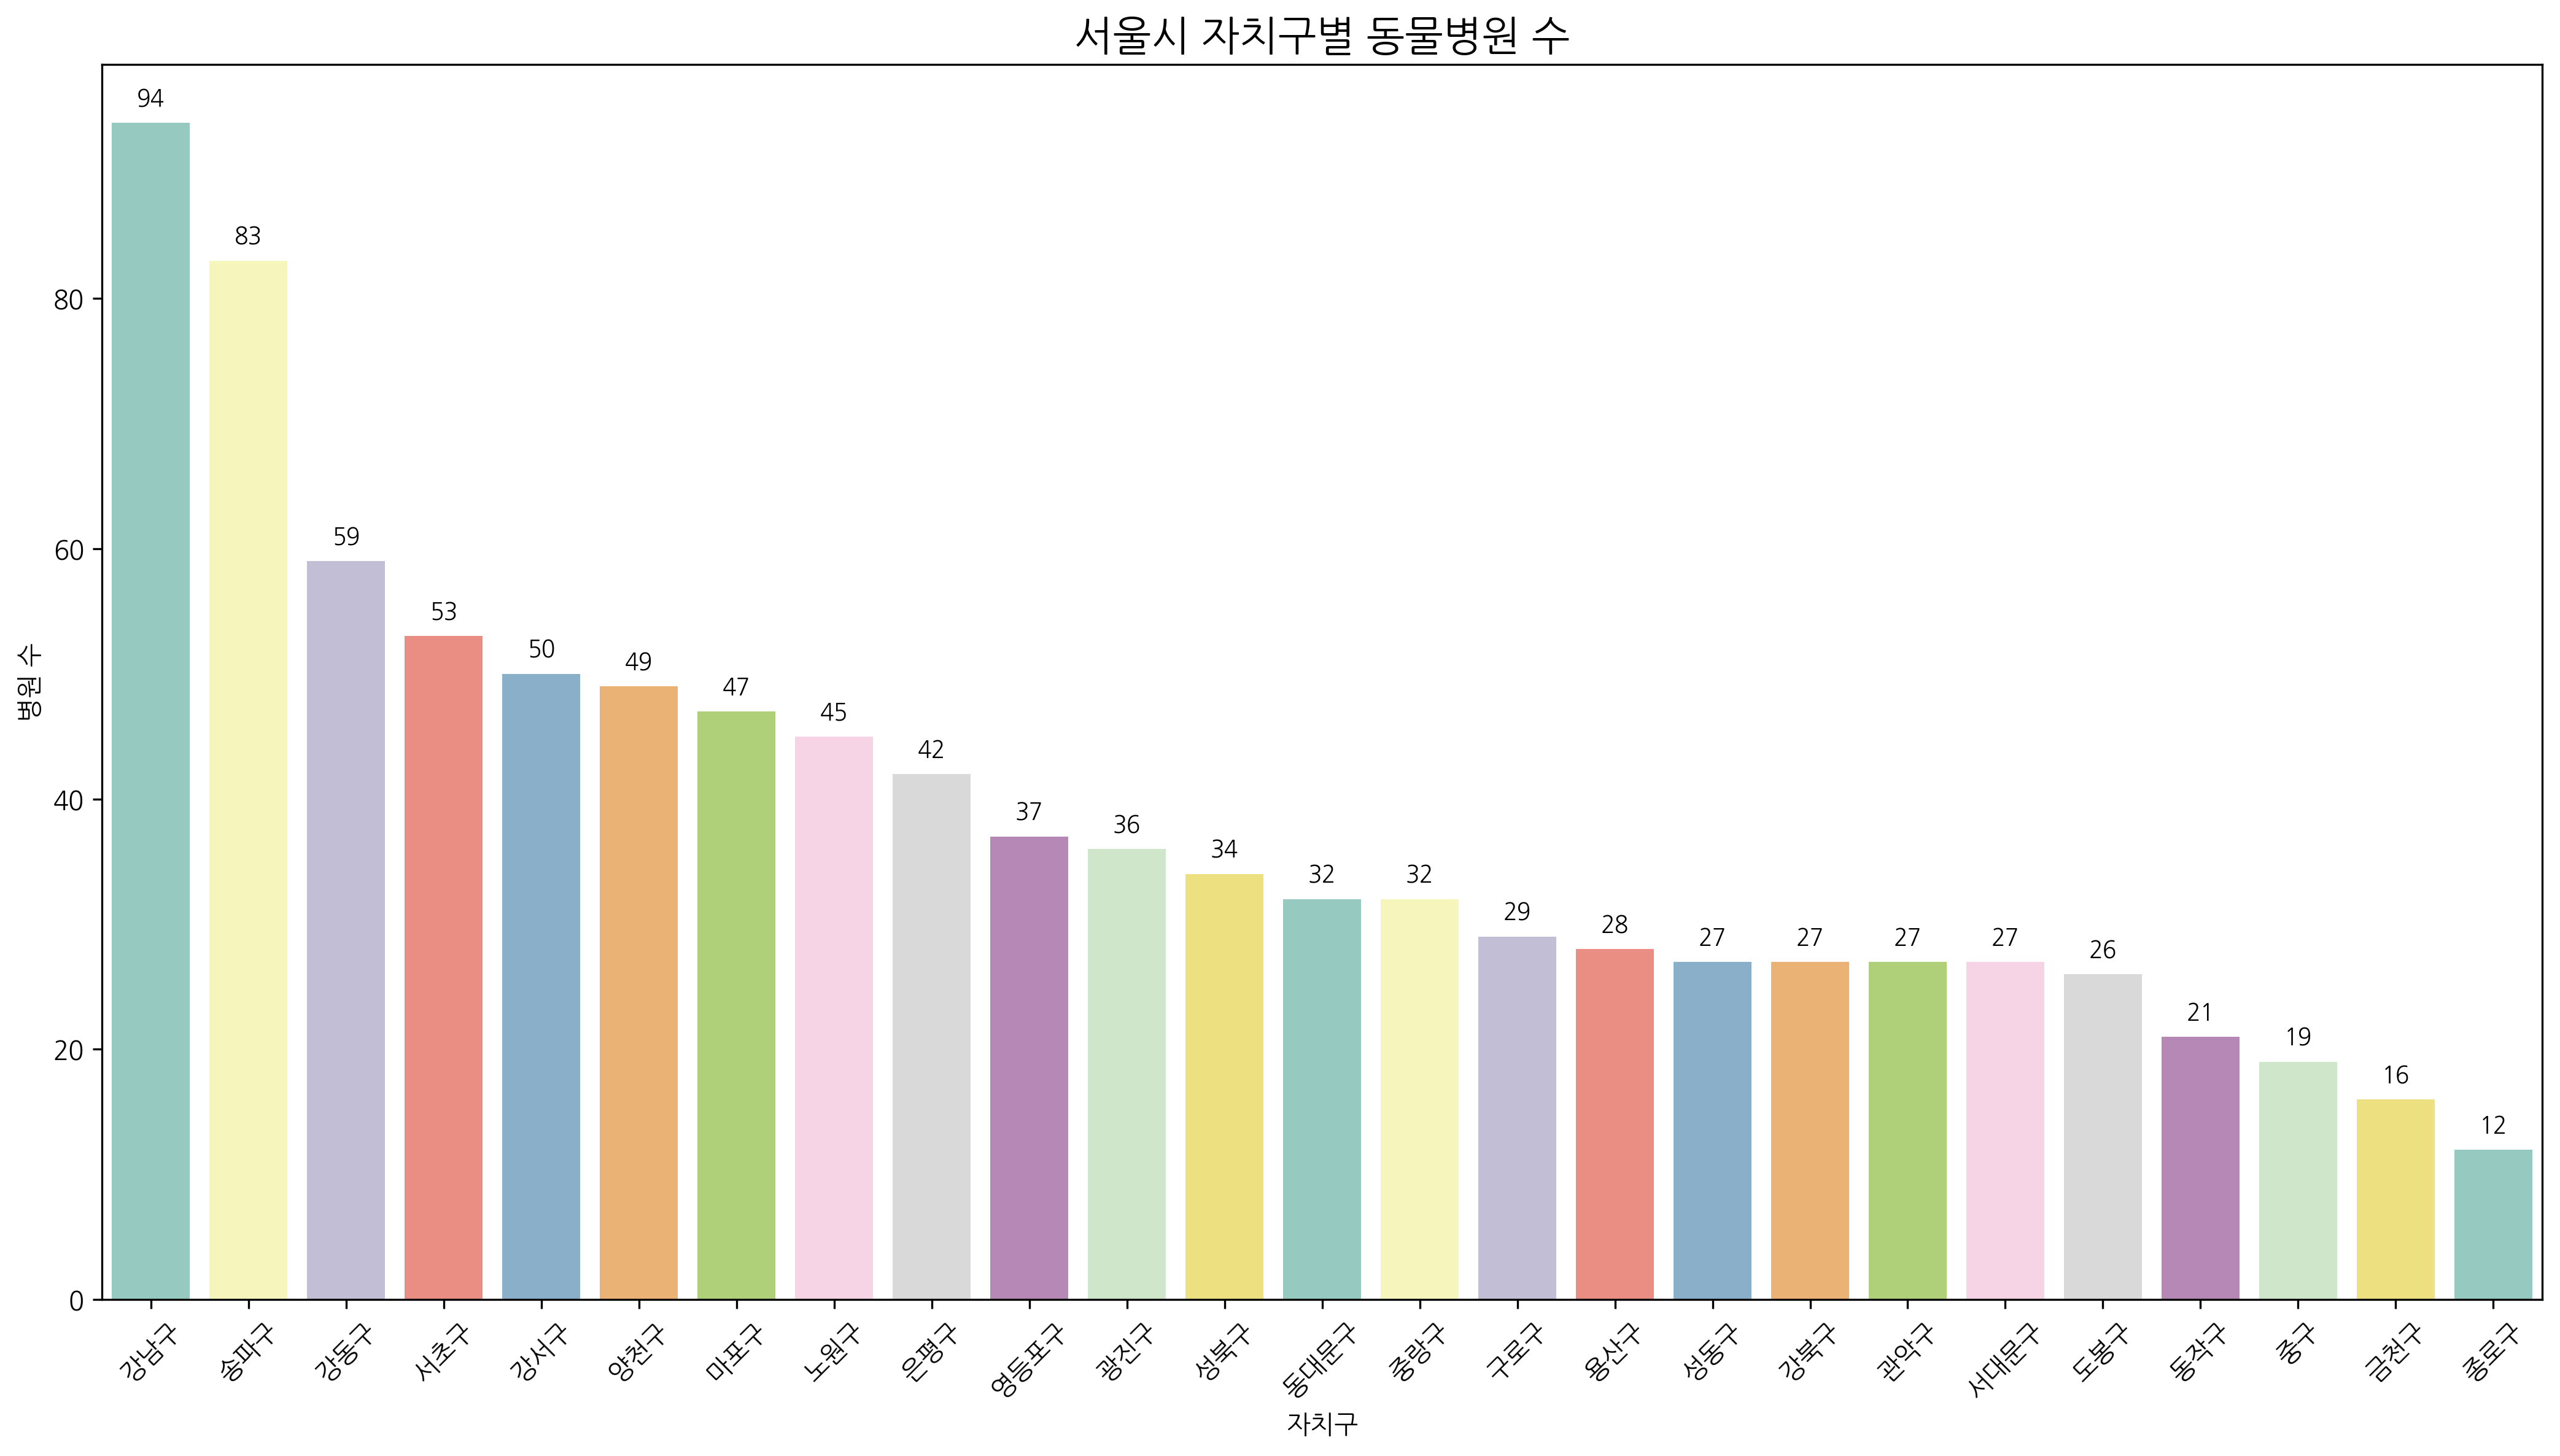 서울시 자치구별 동물병원 수
94
83
59
53
50
49
47
45
42
37
36
34
32
32
29
28
27
27
27
27
26
21
19
16
12
80
60
40
20
0
병원 수
강남구
송파구
강동구
서초구
강서구
양천구
마포구
노원구
은평구
영등포구
광진구
성북구
동대문구
중랑구
구로구
용산구
성동구
강북구
관악구
서대문구
도봉구
동작구
중구
금천구
종로구
자치구